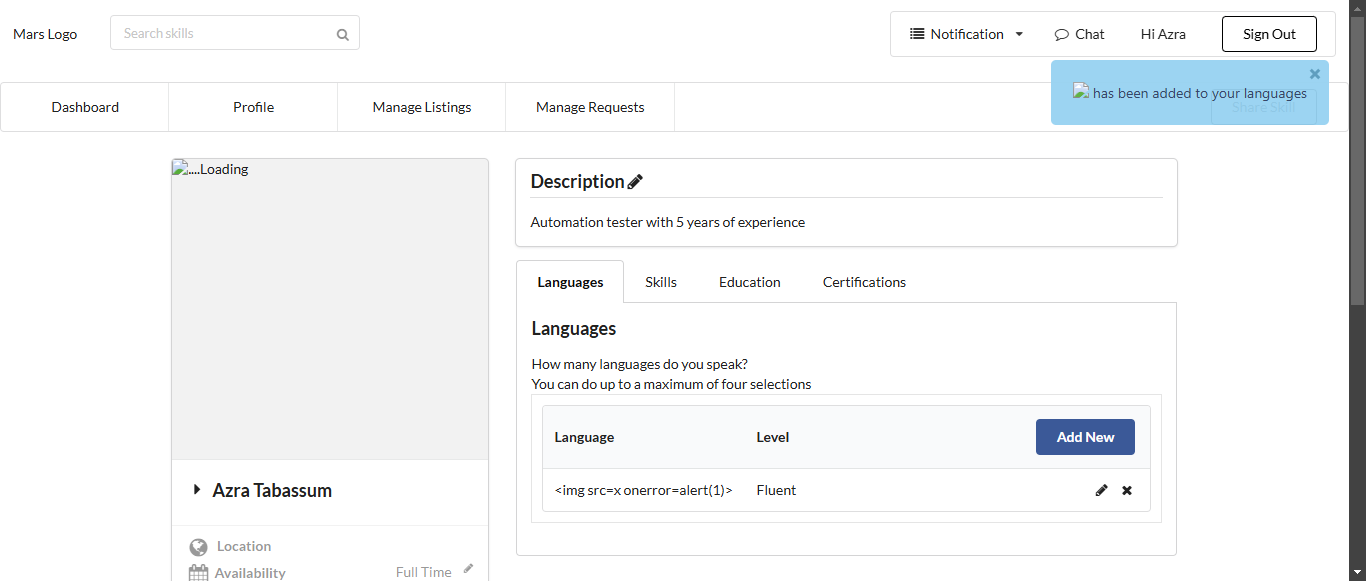 Mars Logo
Search skills
Notification
Chat
Hi Azra
Sign Out
has been added to your languages
Share Skill
Dashboard
Profile
Manage Listings
Manage Requests
....Loading
Description
Automation tester with 5 years of experience
Languages
Skills
Education
Certifications
Languages
How many languages do you speak?
You can do up to a maximum of four selections
Language
Level
Add New
<img src=x onerror=alert(1)>
Fluent
Azra Tabassum
Location
Availability
Full Time